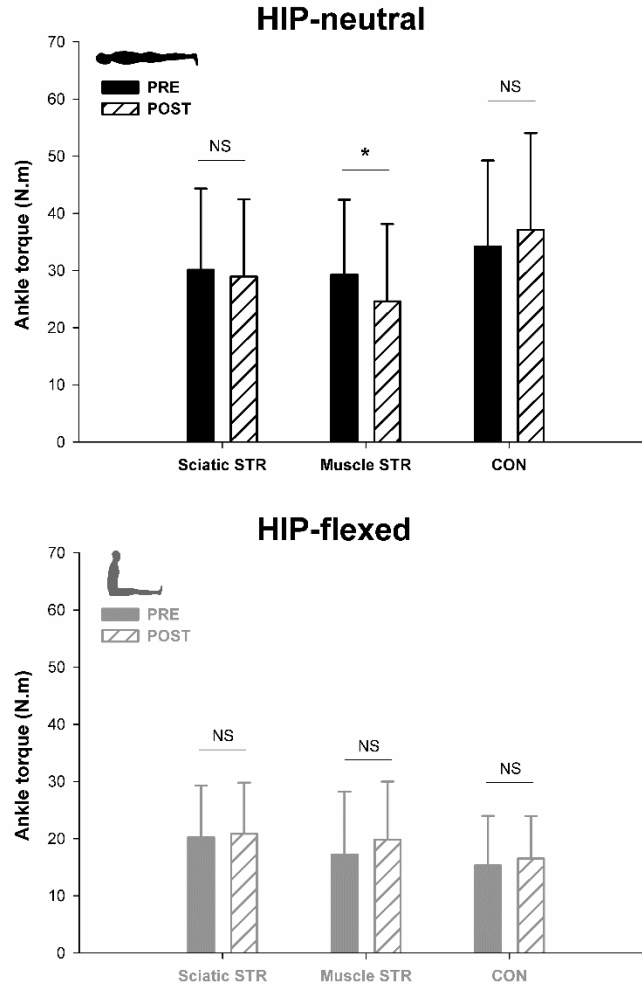 HIP-neutral
70
60
50
40
30
20
10
0
Ankle torque (N.m)
PRE
POST
NS
*
NS
Sciatic STR Muscle STR CON
HIP-flexed
70
60
50
40
30
20
10
0
Ankle torque (N.m)
PRE
POST
NS
NS
NS
Sciatic STR Muscle STR CON